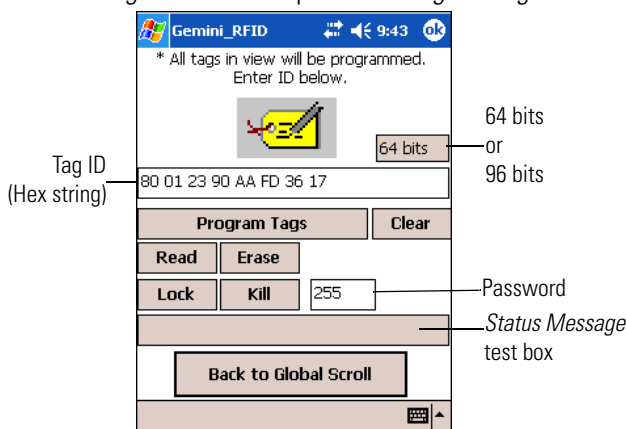 Gemini_RFID 9:43 ok
* All tags in view will be programmed.
Enter ID below.
64 bits
64 bits
or
96 bits
Tag ID
(Hex string)
80 01 23 90 AA FD 36 17
Program Tags Clear
Read Erase
Lock Kill 255
Password
Status Message
test box
Back to Global Scroll